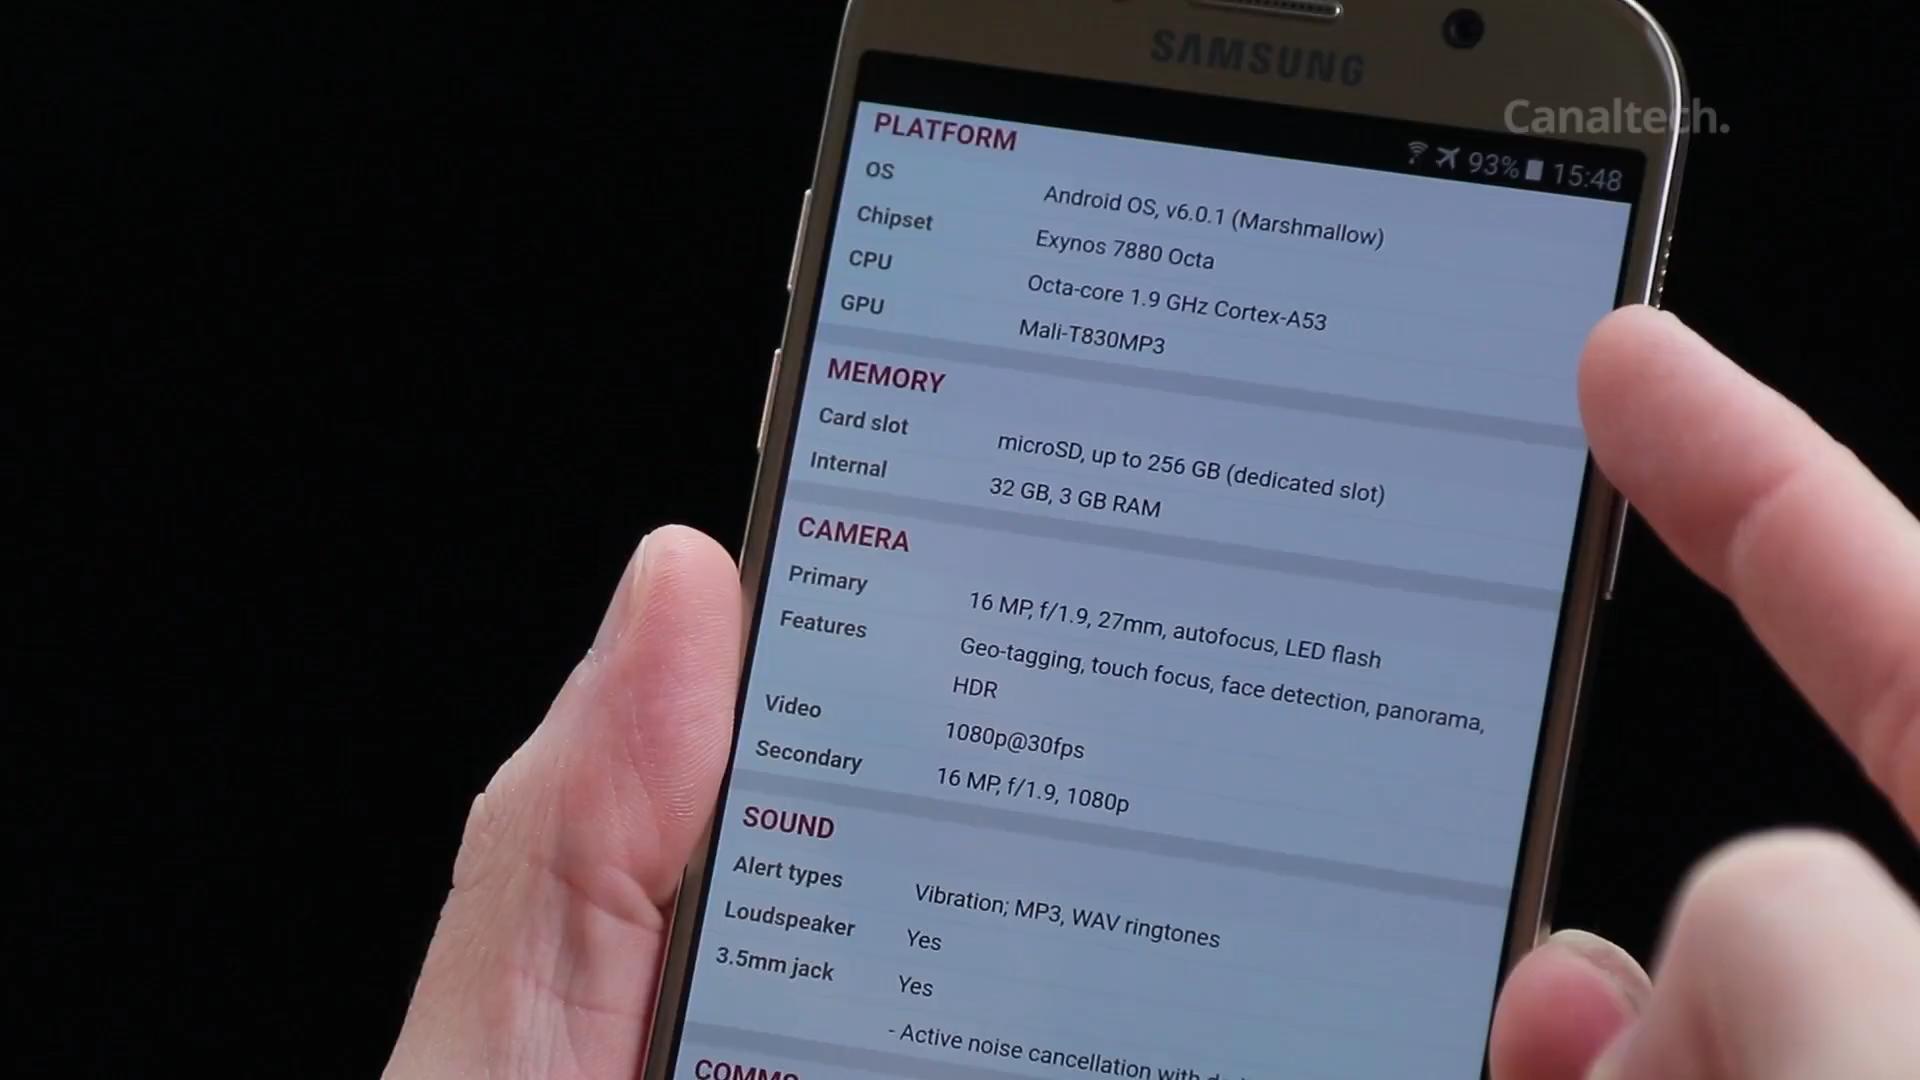 SAMSUNG
Canaltech.
93% 15:48
PLATFORM
OS Android OS, v6.0.1 (Marshmallow)
Chipset Exynos 7880 Octa
CPU Octa-core 1.9 GHz Cortex-A53
GPU Mali-T830MP3
MEMORY
Card slot microSD, up to 256 GB (dedicated slot)
Internal 32 GB, 3 GB RAM
CAMERA
Primary 16 MP, f/1.9, 27mm, autofocus, LED flash
Features Geo-tagging, touch focus, face detection, panorama,
HDR
Video 1080p@30fps
Secondary 16 MP, f/1.9, 1080p
SOUND
Alert types Vibration; MP3, WAV ringtones
Loudspeaker Yes
3.5mm jack Yes
- Active noise cancellation with
COMMS